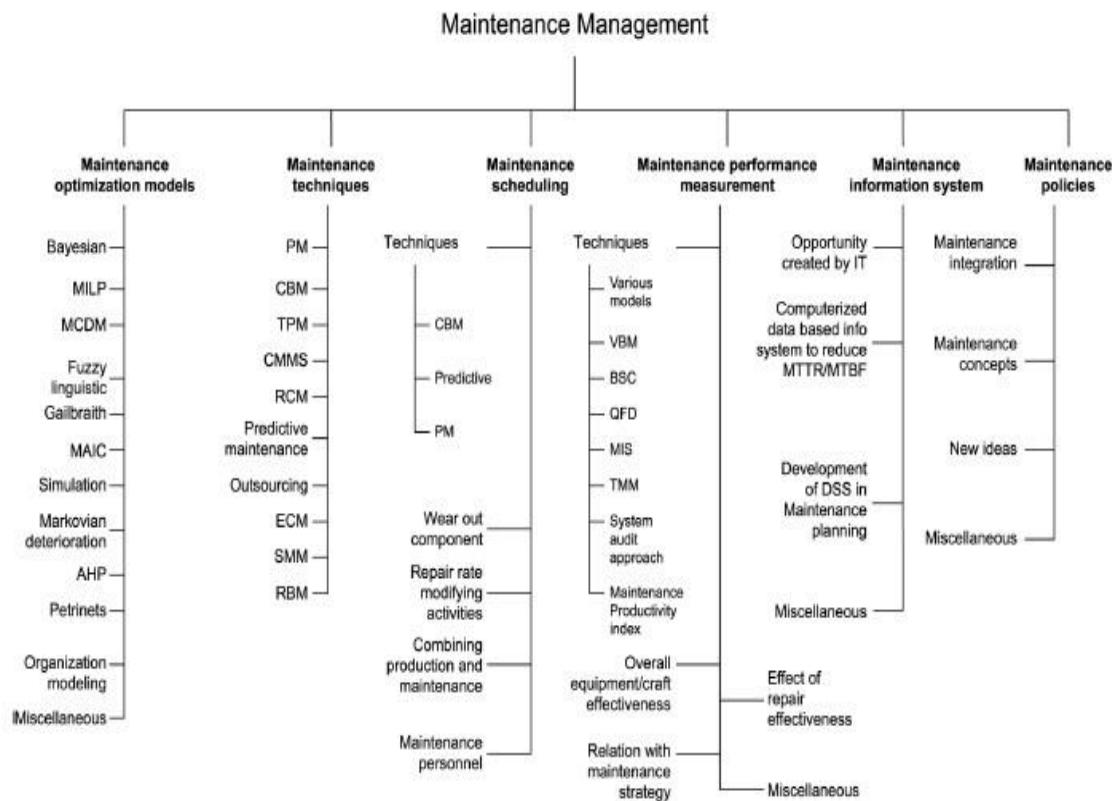 Maintenance Management
Maintenance
optimization models
Bayesian
MILP
MCDM
Fuzzy
linguistic
Gailbraith
MAIC
Simulation
Markovian
deterioration
AHP
Petrinets
Organization
modeling
Miscellaneous
Maintenance
techniques
PM
CBM
TPM
CMMS
RCM
Predictive
maintenance
Outsourcing
ECM
SMM
RBM
Maintenance
scheduling
Techniques
CBM
Predictive
PM
Wear out
component
Repair rate
modifying
activities
Combining
production and
maintenance
Maintenance
personnel
Maintenance performance
measurement
Techniques
Various
models
VBM
BSC
QFD
MIS
TMM
System
audit
approach
Maintenance
Productivity
index
Overall
equipment/craft
effectiveness
Effect of
repair
effectiveness
Relation with
maintenance
strategy
Miscellaneous
Maintenance
information system
Opportunity
created by IT
Computerized
data based info
system to reduce
MTTR/MTBF
Development
of DSS in
Maintenance
planning
Miscellaneous
Maintenance
policies
Maintenance
integration
Maintenance
concepts
New ideas
Miscellaneous